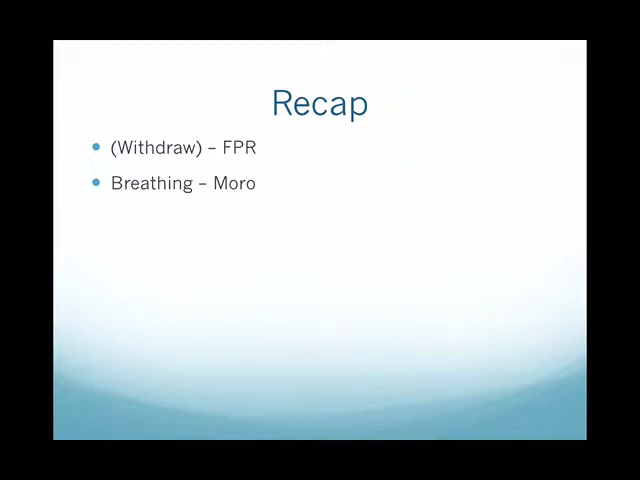 Recap
• (Withdraw) – FPR
• Breathing – Moro